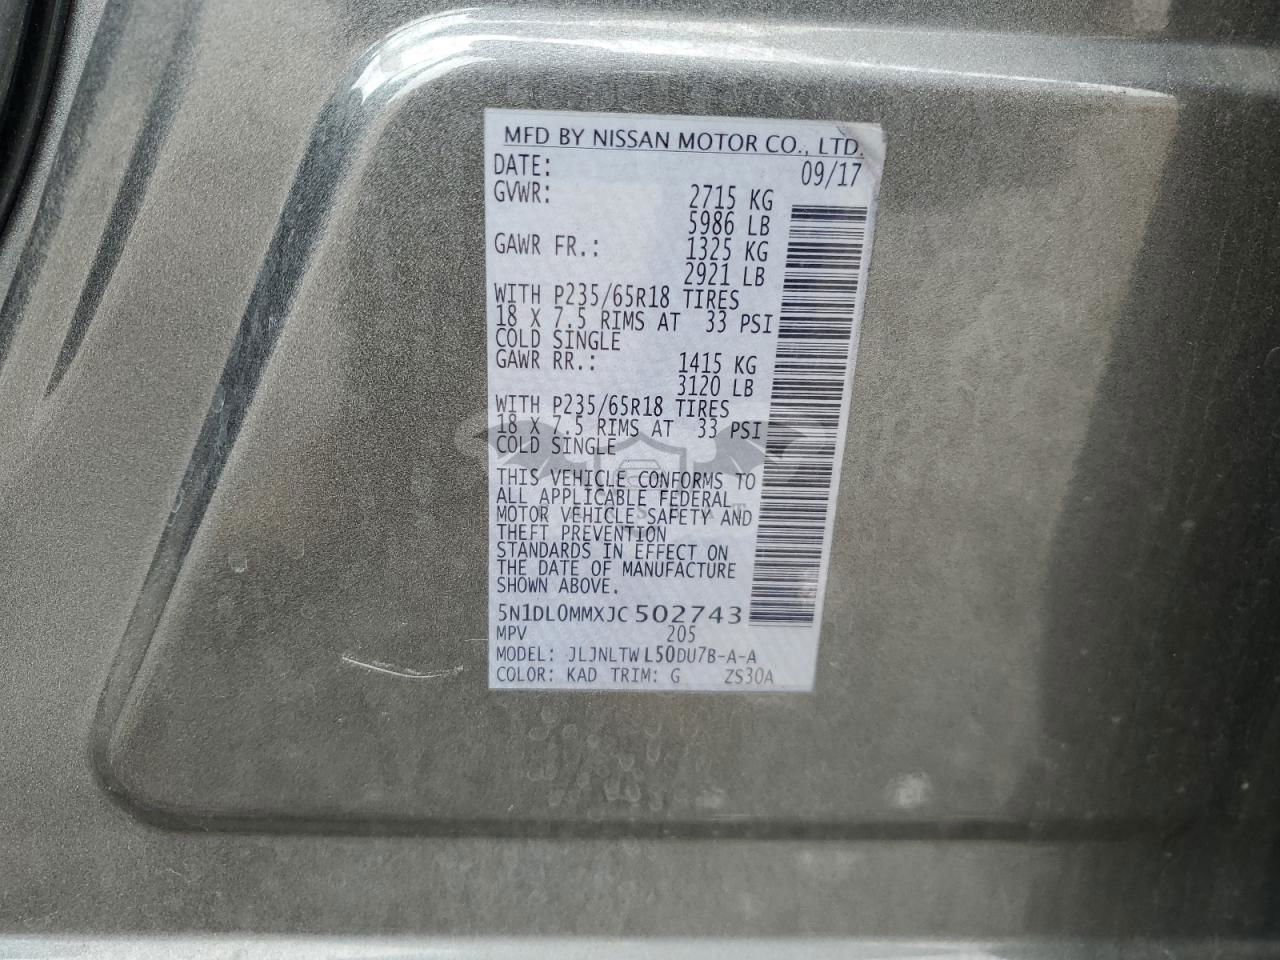 MFD BY NISSAN MOTOR CO., LTD.
DATE: 09/17
GVWR: 2715 KG
5986 LB
GAWR FR.: 1325 KG
2921 LB
WITH P235/65R18 TIRES
18 X 7.5 RIMS AT 33 PSI
COLD SINGLE
GAWR RR.: 1415 KG
3120 LB
WITH P235/65R18 TIRES
18 X 7.5 RIMS AT 33 PSI
COLD SINGLE
THIS VEHICLE CONFORMS TO
ALL APPLICABLE FEDERAL
MOTOR VEHICLE SAFETY AND
THEFT PREVENTION
STANDARDS IN EFFECT ON
THE DATE OF MANUFACTURE
SHOWN ABOVE.
5N1DL0MMXJC502743
MPV 205
MODEL: JLJNLTWL50DU7B-A-A
COLOR: KAD TRIM: G ZS30A